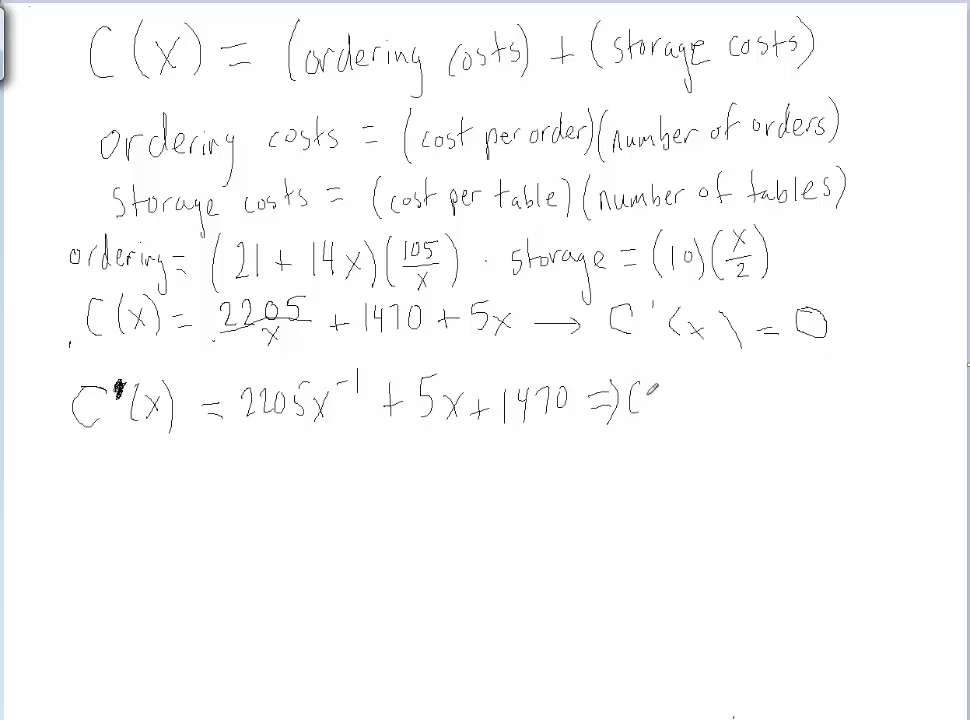 C(x) = (ordering costs) + (storage costs)
ordering costs = (cost per order)(number of orders)
storage costs = (cost per table)(number of tables)
ordering = (21 + 14x)(105/x) · storage = (10)(x/2)
C(x) = 2205/x + 1470 + 5x → C'(x) = 0
C'(x) = 2205x^-1 + 5x + 1470 ⇒ C'